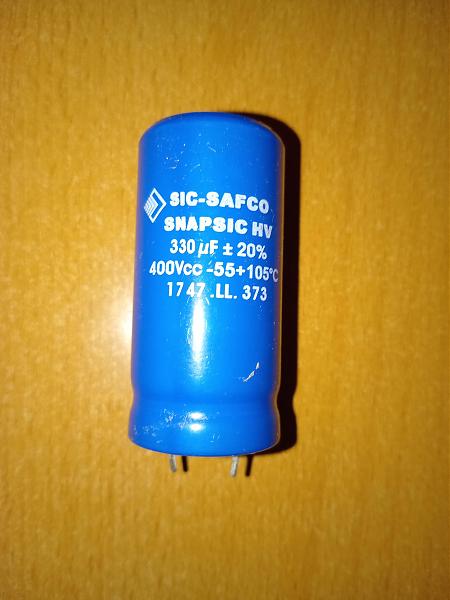 SIC-SAFCO
SNAPSIC HV
330 µF ± 20%
400Vcc -55+105°C
1747.LL. 373